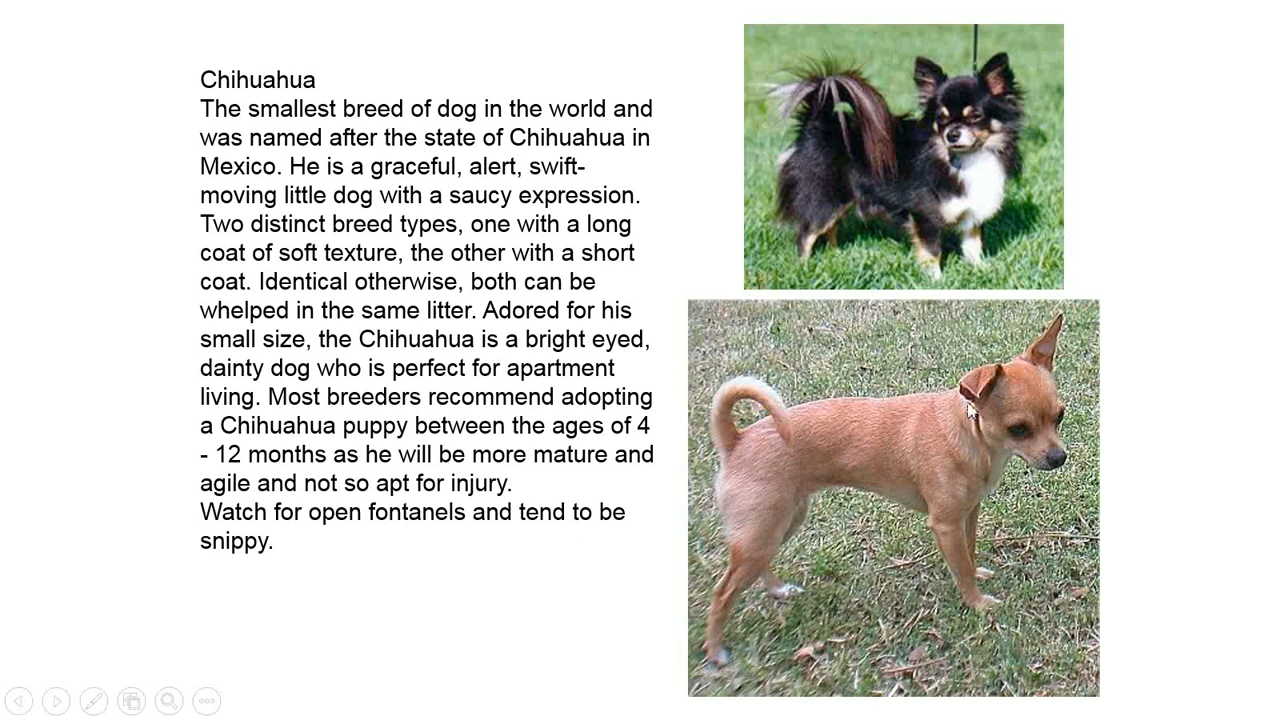 Chihuahua
The smallest breed of dog in the world and
was named after the state of Chihuahua in
Mexico. He is a graceful, alert, swift-
moving little dog with a saucy expression.
Two distinct breed types, one with a long
coat of soft texture, the other with a short
coat. Identical otherwise, both can be
whelped in the same litter. Adored for his
small size, the Chihuahua is a bright eyed,
dainty dog who is perfect for apartment
living. Most breeders recommend adopting
a Chihuahua puppy between the ages of 4
- 12 months as he will be more mature and
agile and not so apt for injury.
Watch for open fontanels and tend to be
snippy.